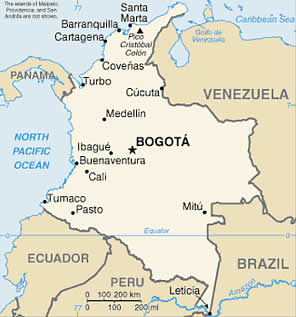 The islands of Malpelo,
Providencia, and San
Andrés are not shown.
Santa
Marta
Barranquilla
Cartagena
Pico
Cristóbal
Colón
Caribbean Sea
Golfo de
Venezuela
Coveñas
PANAMA
Turbo
Cúcuta
VENEZUELA
Medellín
NORTH
PACIFIC
OCEAN
Ibagué
BOGOTÁ
Buenaventura
Cali
Tumaco
Pasto
Mitú
Equator
ECUADOR
BRAZIL
PERU
Amazon
Leticia
0 100 200 km
0 100 200 mi